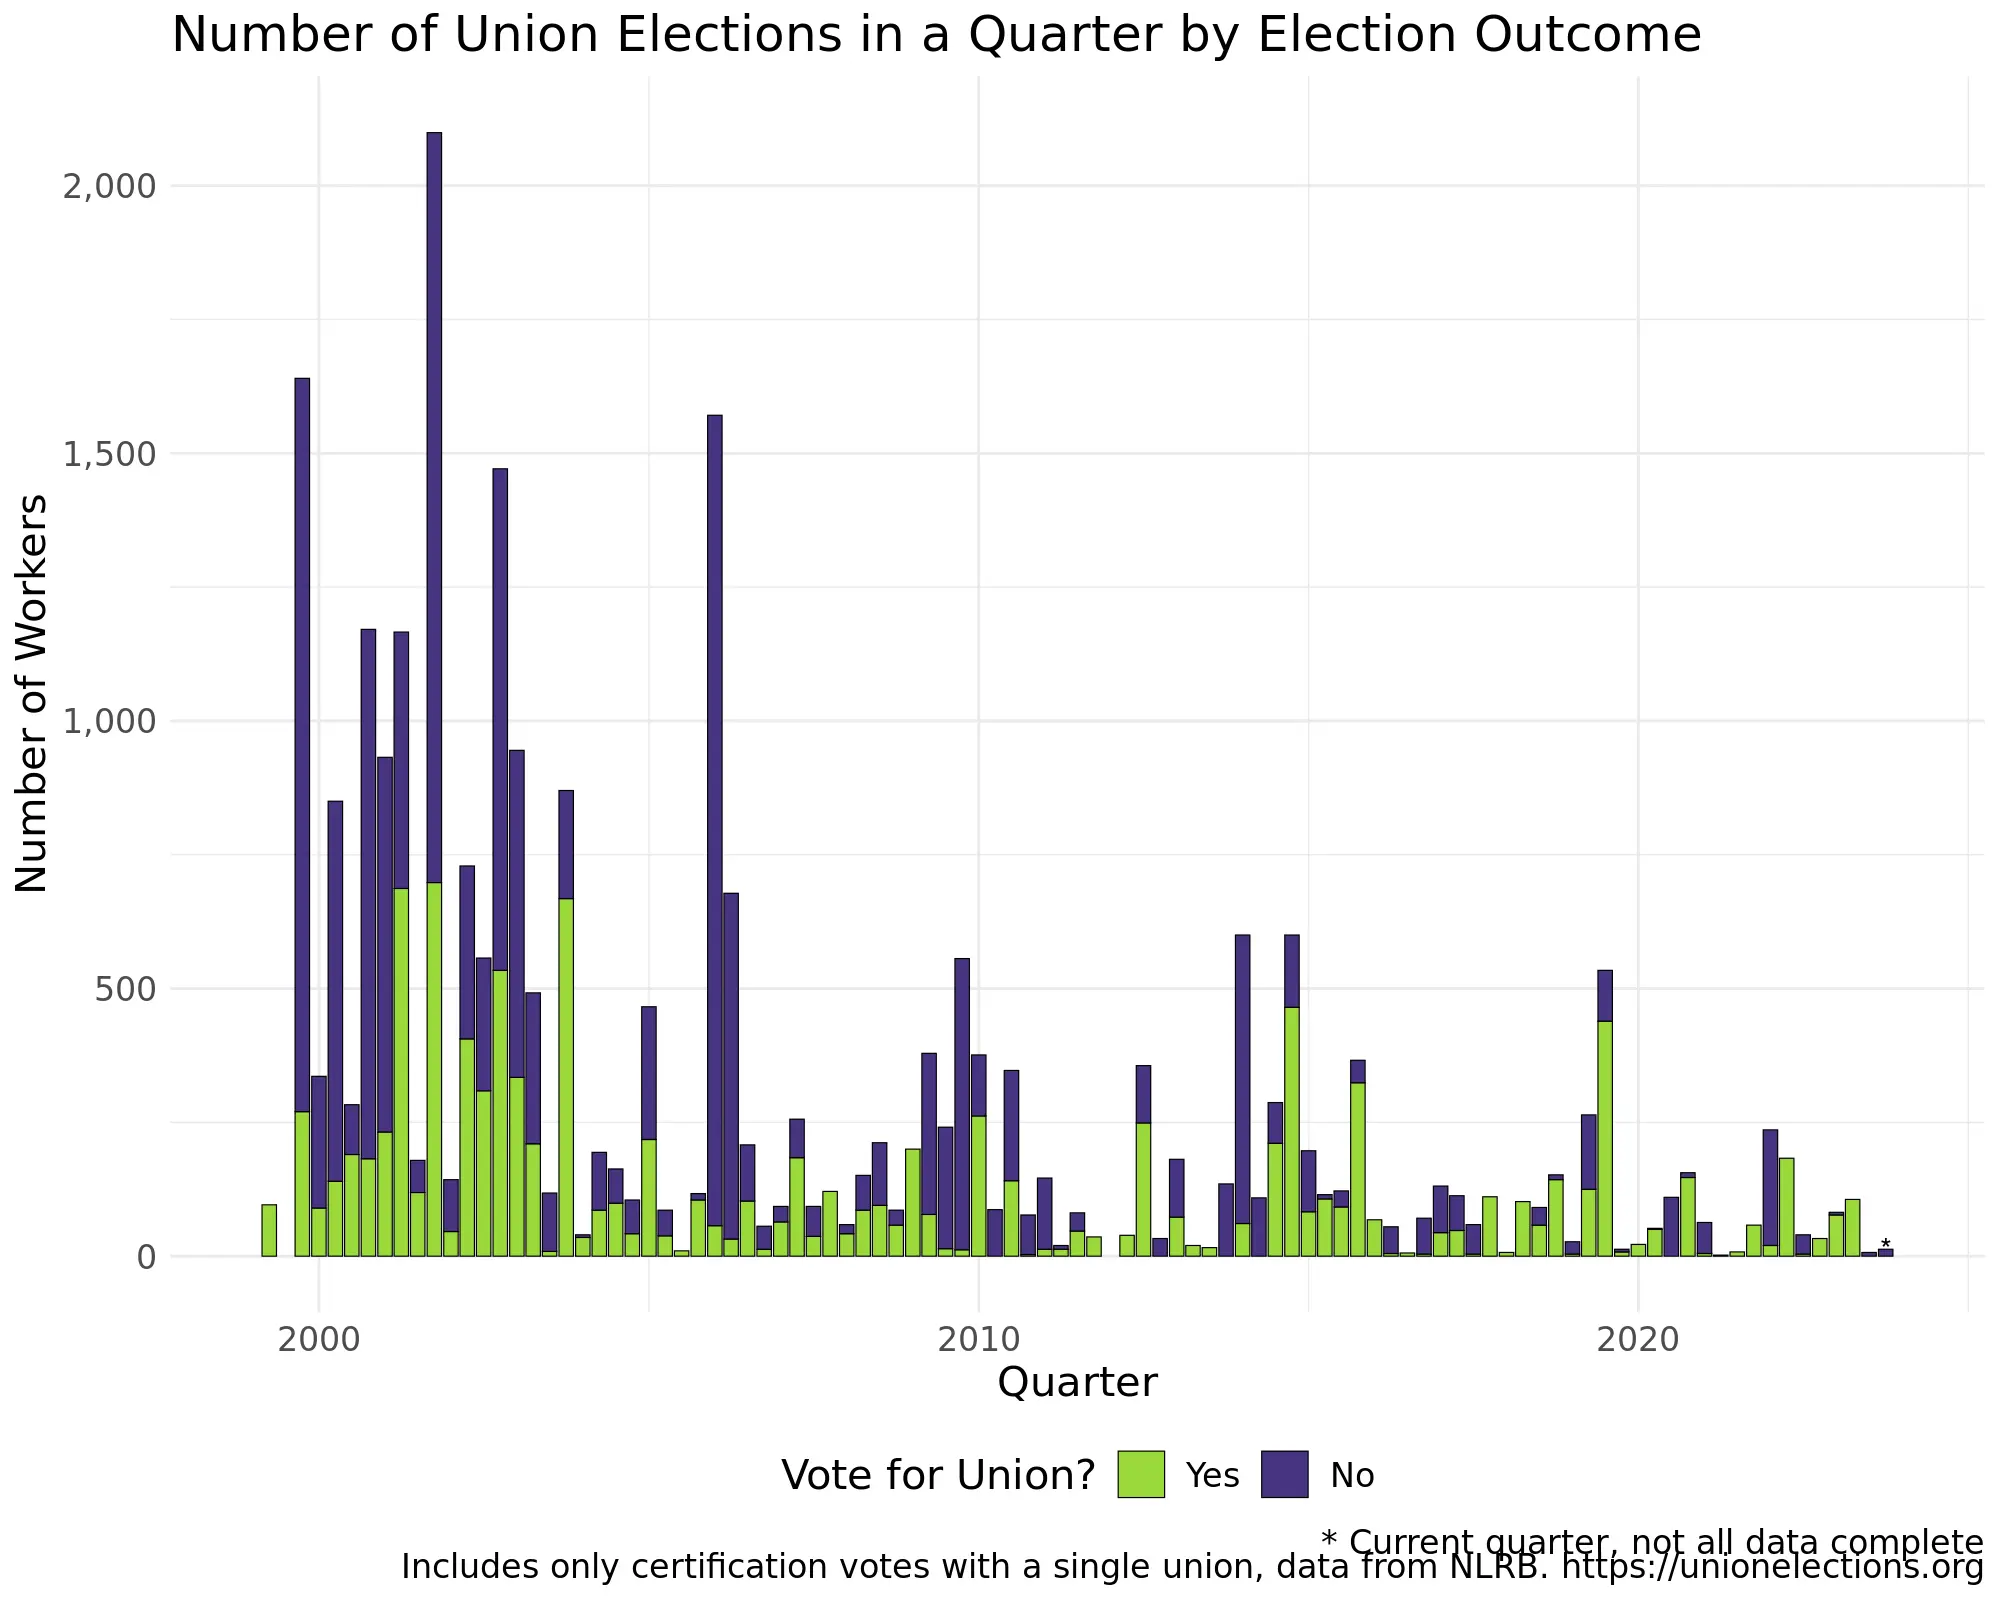 Number of Union Elections in a Quarter by Election Outcome
Number of Workers
2,000
1,500
1,000
500
0
*
2000
2010
2020
Quarter
Vote for Union?
Yes
No
* Current quarter, not all data complete
Includes only certification votes with a single union, data from NLRB. https://unionelections.org